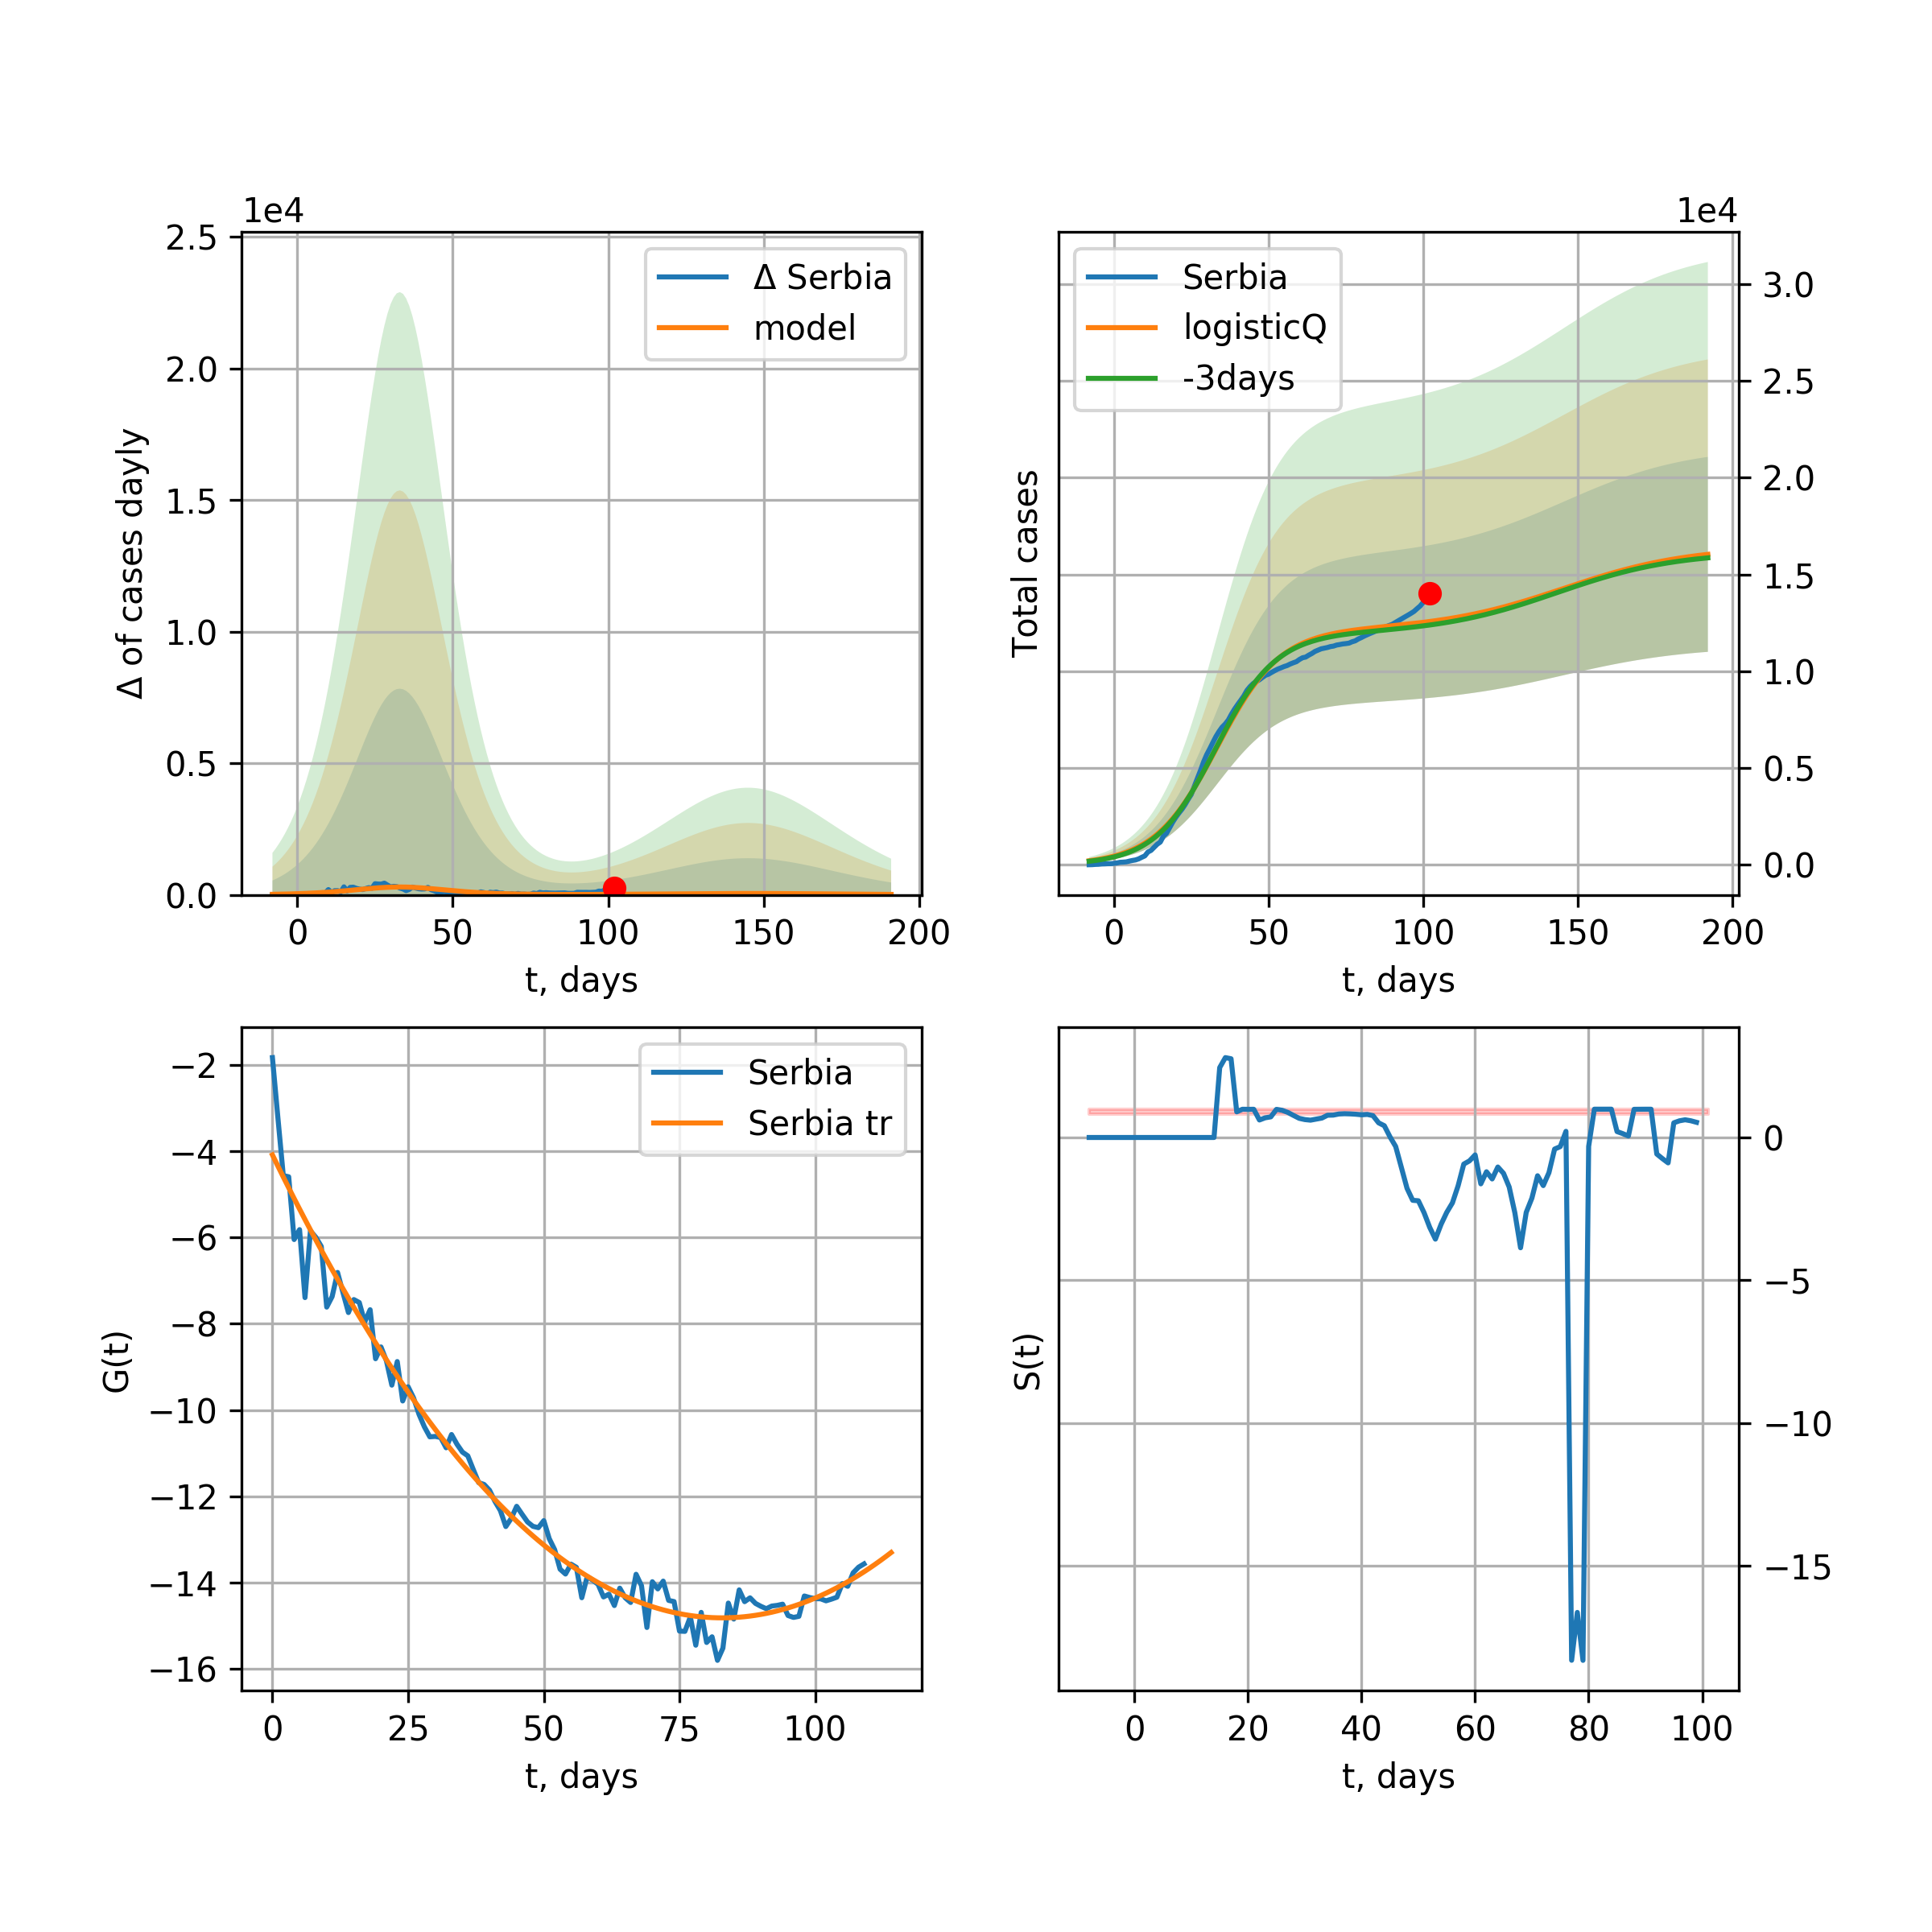 1e4
2.5
2.0
1.5
1.0
0.5
0.0
Δ of cases dayly
Δ Serbia
model
0 50 100 150 200
t, days
1e4
3.0
2.5
2.0
1.5
1.0
0.5
0.0
Total cases
Serbia
logisticQ
-3days
0 50 100 150 200
t, days
−2
−4
−6
−8
−10
−12
−14
−16
G(t)
Serbia
Serbia tr
0 25 50 75 100
t, days
0
−5
−10
−15
S(t)
0 20 40 60 80 100
t, days